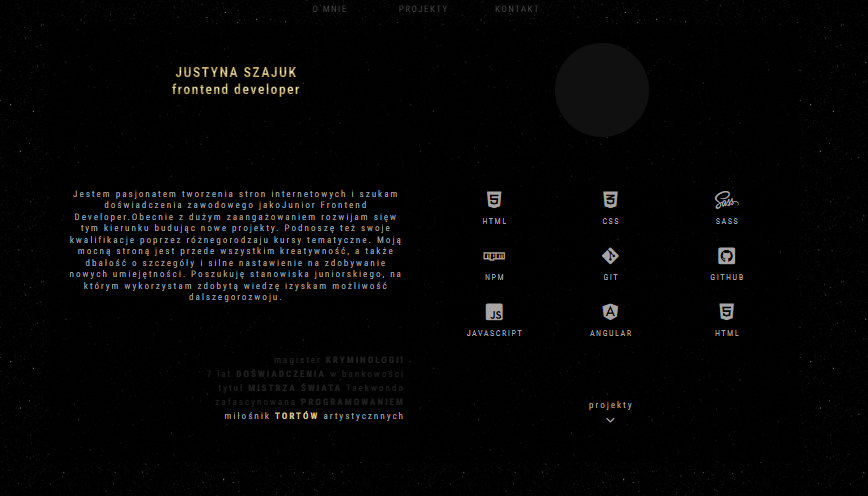 O MNIE PROJEKTY KONTAKT
JUSTYNA SZAJUK
frontend developer
Jestem pasjonatem tworzenia stron internetowych i szukam
doświadczenia zawodowego jakoJunior Frontend
Developer.Obecnie z dużym zaangażowaniem rozwijam sięw
tym kierunku budując nowe projekty. Podnoszę też swoje
kwalifikacje poprzez różnegorodzaju kursy tematyczne. Moją
mocną stroną jest przede wszystkim kreatywność, a także
dbałość o szczegóły i silne nastawienie na zdobywanie
nowych umiejętności. Poszukuję stanowiska juniorskiego, na
którym wykorzystam zdobytą wiedzę izyskam możliwość
dalszegorozwoju.
HTML CSS SASS
NPM GIT GITHUB
JAVASCRIPT ANGULAR HTML
magister KRYMINOLOGII
7 lat DOŚWIADCZENIA w bankowości
tytuł MISTRZA ŚWIATA Taekwondo
zafascynowana PROGRAMOWANIEM
miłośnik TORTÓW artystycznnych
projekty